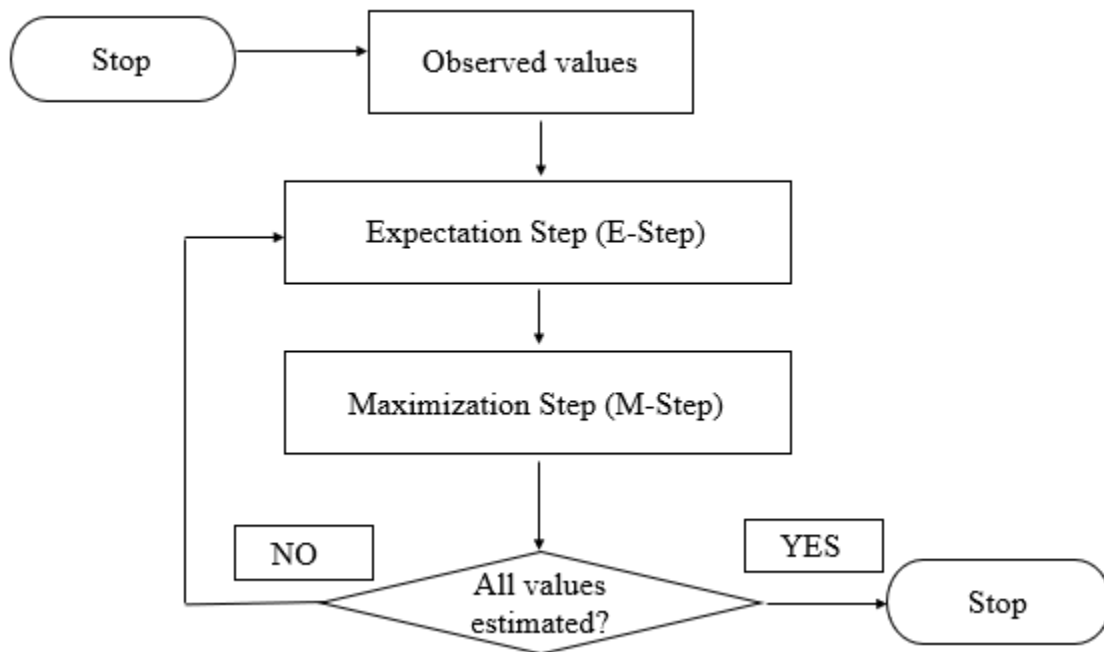 Stop
Observed values
Expectation Step (E-Step)
Maximization Step (M-Step)
NO
YES
All values
estimated?
Stop